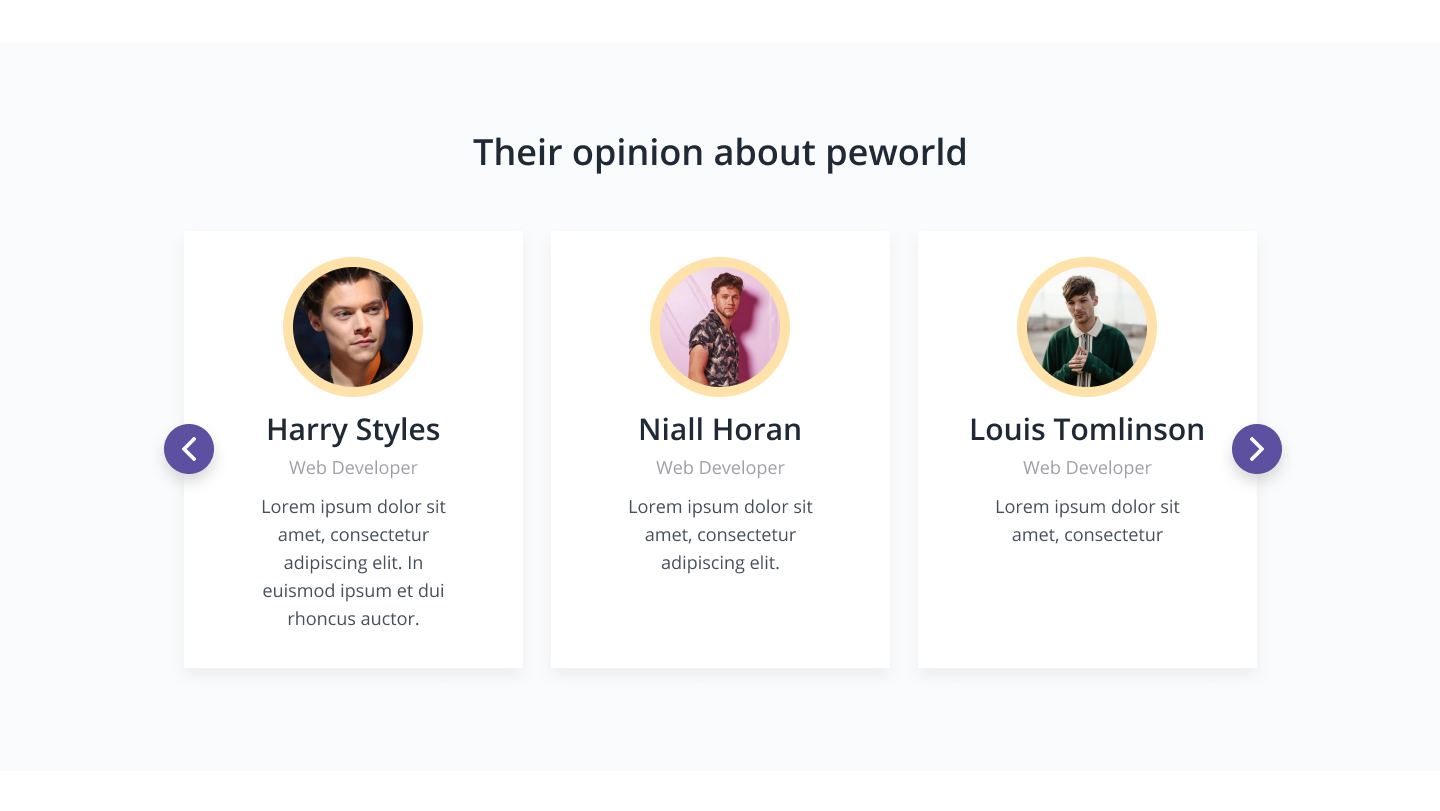 Their opinion about peworld
Harry Styles
Web Developer
Lorem ipsum dolor sit
amet, consectetur
adipiscing elit. In
euismod ipsum et dui
rhoncus auctor.
Niall Horan
Web Developer
Lorem ipsum dolor sit
amet, consectetur
adipiscing elit.
Louis Tomlinson
Web Developer
Lorem ipsum dolor sit
amet, consectetur